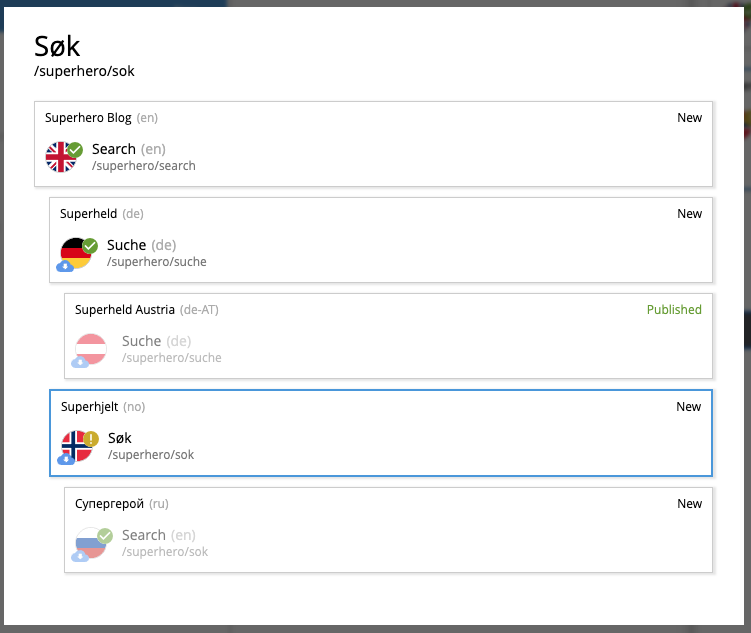 Søk
/superhero/sok
Superhero Blog (en) New
Search (en)
/superhero/search
Superheld (de) New
Suche (de)
/superhero/suche
Superheld Austria (de-AT) Published
Suche (de)
/superhero/suche
Superhjelt (no) New
Søk
/superhero/sok
Супергерой (ru) New
Search (en)
/superhero/sok